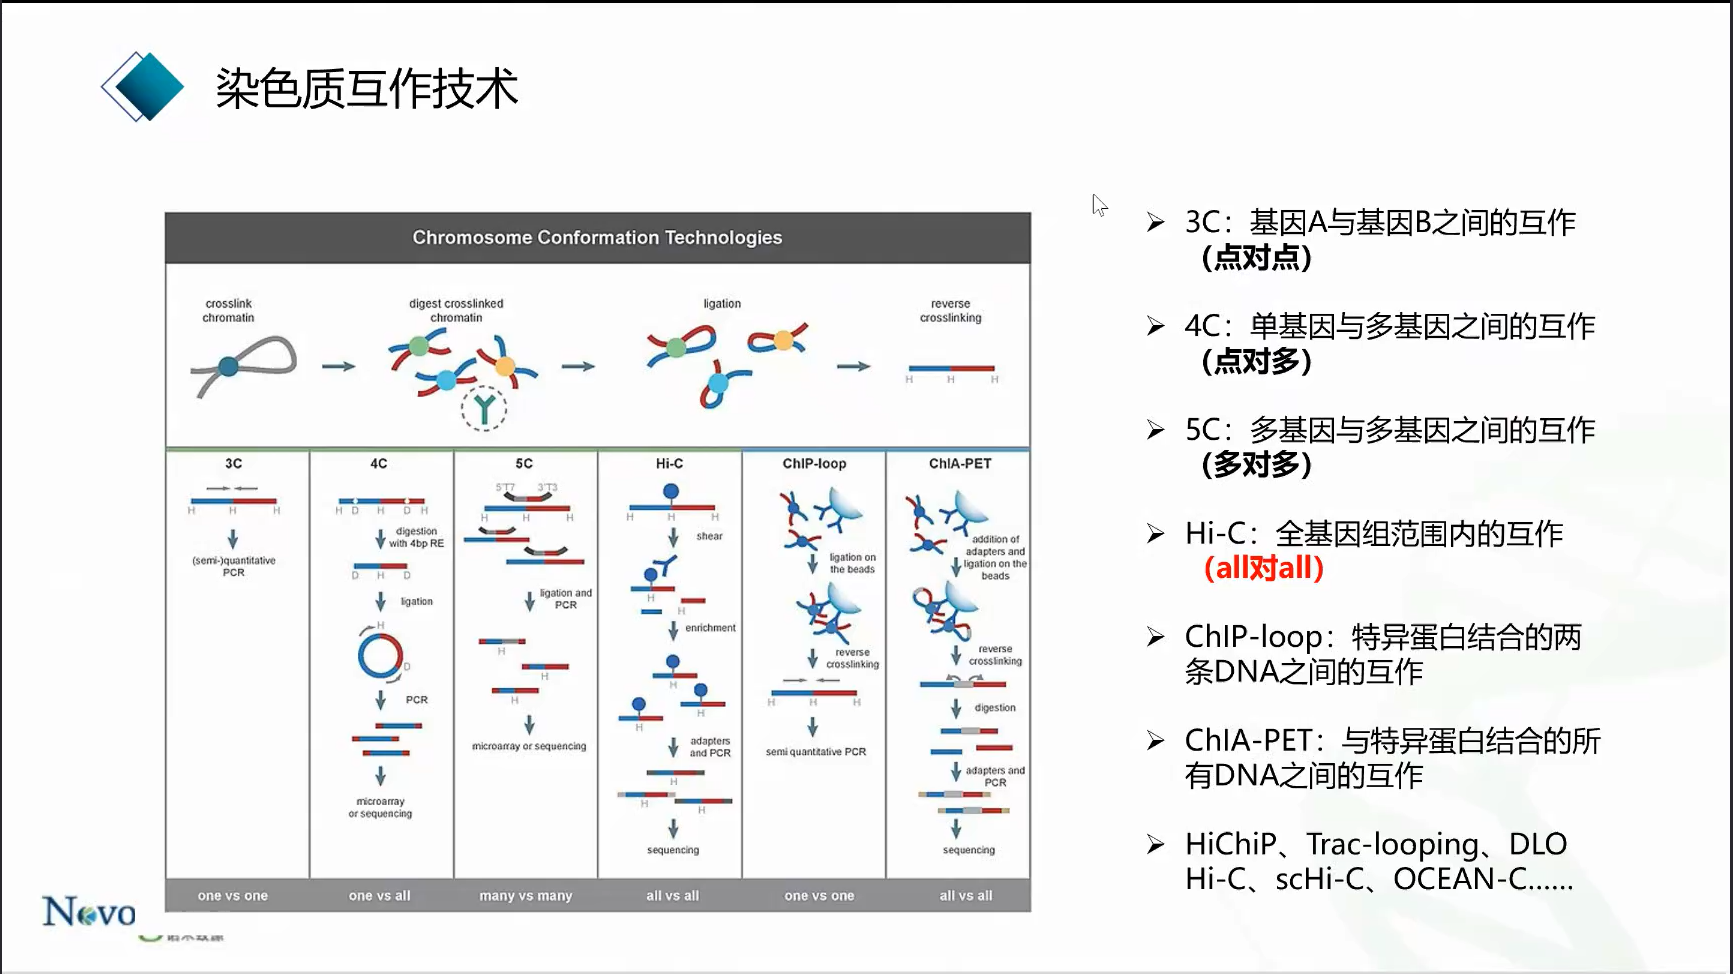 染色质互作技术
Chromosome Conformation Technologies
crosslink
chromatin
digest crosslinked
chromatin
ligation
reverse
crosslinking
H H H
3C
H H H
(semi-)quantitative
PCR
one vs one
4C
H D H D H
digestion
with 4bp RE
D H D
ligation
H
D
PCR
microarray
or sequencing
one vs all
5C
5'T7 3'T3
H H H
ligation and
PCR
H
H
H
microarray or sequencing
many vs many
Hi-C
H H H
shear
H H
enrichment
H
H H
adapters
and PCR
H
H H
sequencing
all vs all
ChIP-loop
ligation on
the beads
reverse
crosslinking
H H H
semi quantitative PCR
one vs one
ChIA-PET
addition of
adapters and
ligation on the
beads
reverse
crosslinking
digestion
adapters and
PCR
sequencing
all vs all
➢ 3C：基因A与基因B之间的互作
（点对点）
➢ 4C：单基因与多基因之间的互作
（点对多）
➢ 5C：多基因与多基因之间的互作
（多对多）
➢ Hi-C：全基因组范围内的互作
（all对all）
➢ ChIP-loop：特异蛋白结合的两
条DNA之间的互作
➢ ChIA-PET：与特异蛋白结合的所
有DNA之间的互作
➢ HiChiP、Trac-looping、DLO
Hi-C、scHi-C、OCEAN-C......
Novo